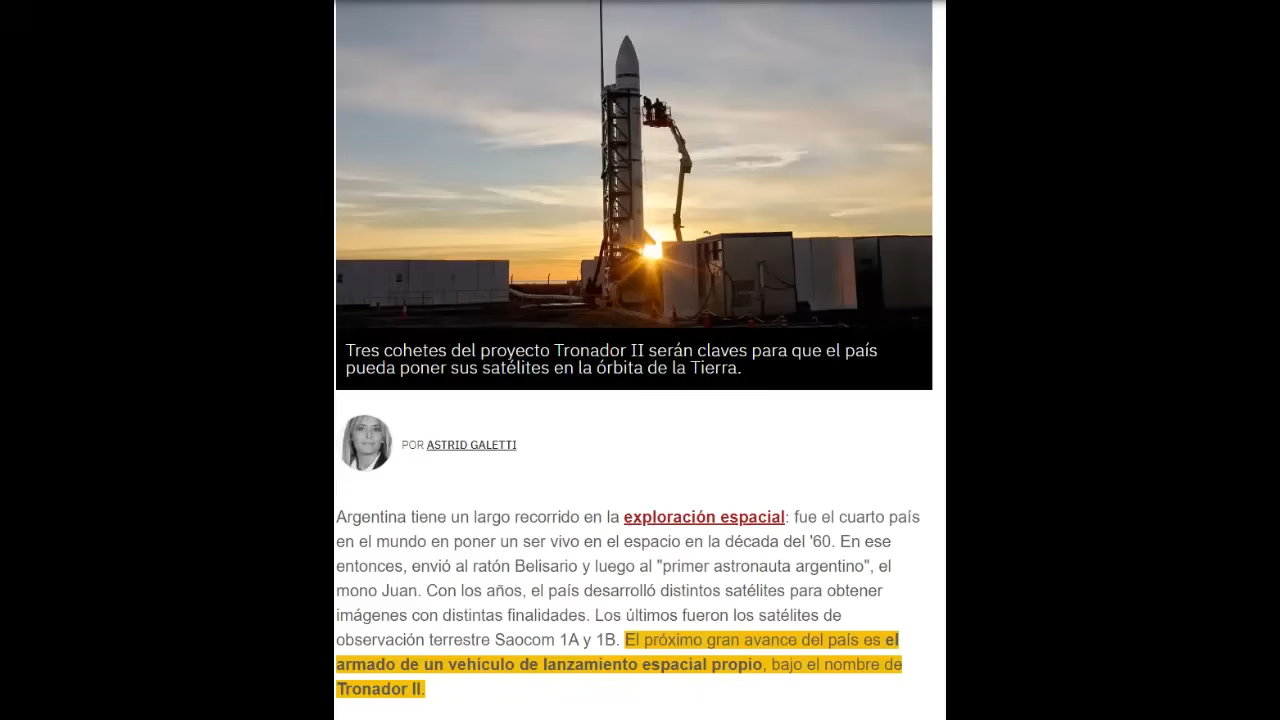 Tres cohetes del proyecto Tronador II serán claves para que el país
pueda poner sus satélites en la órbita de la Tierra.
POR ASTRID GALETTI
Argentina tiene un largo recorrido en la exploración espacial: fue el cuarto país
en el mundo en poner un ser vivo en el espacio en la década del '60. En ese
entonces, envió al ratón Belisario y luego al "primer astronauta argentino", el
mono Juan. Con los años, el país desarrolló distintos satélites para obtener
imágenes con distintas finalidades. Los últimos fueron los satélites de
observación terrestre Saocom 1A y 1B. El próximo gran avance del país es el
armado de un vehículo de lanzamiento espacial propio, bajo el nombre de
Tronador II.